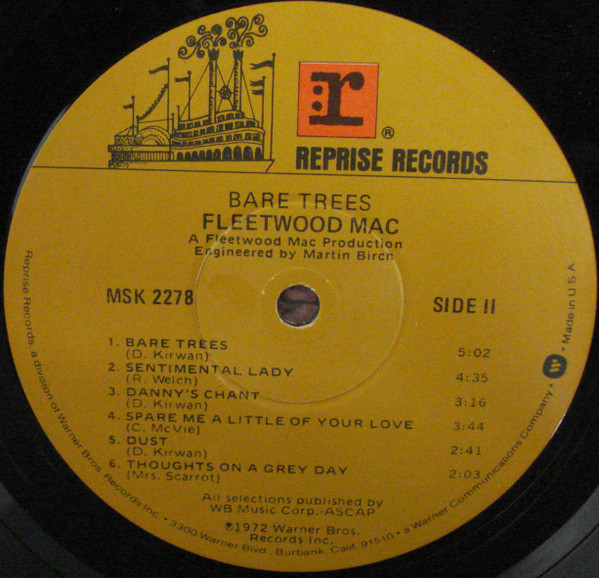 r
®
REPRISE RECORDS
BARE TREES
FLEETWOOD MAC
A Fleetwood Mac Production
Engineered by Martin Birch
MSK 2278
SIDE II
1. BARE TREES 5:02
(D. Kirwan)
2. SENTIMENTAL LADY 4:35
(R. Welch)
3. DANNY'S CHANT 3:16
(D. Kirwan)
4. SPARE ME A LITTLE OF YOUR LOVE 3:44
(C. McVie)
5. DUST 2:41
(D. Kirwan)
6. THOUGHTS ON A GREY DAY 2:03
(Mrs. Scarrot)
All selections published by
WB Music Corp.-ASCAP
℗1972 Warner Bros.
Records Inc.
Reprise Records, a division of Warner Bros. Records Inc. • 3300 Warner Blvd., Burbank, Calif. 91510 • a Warner Communications Company • W • Made in U.S.A.